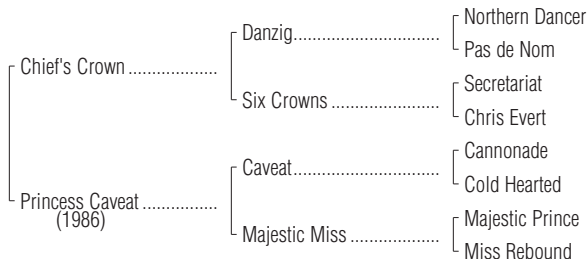 Northern Dancer
Danzig..................................
Pas de Nom
Chief's Crown ....................
Secretariat
Six Crowns .........................
Chris Evert
Cannonade
Caveat..................................
Cold Hearted
Princess Caveat .................
(1986)
Majestic Prince
Majestic Miss .....................
Miss Rebound